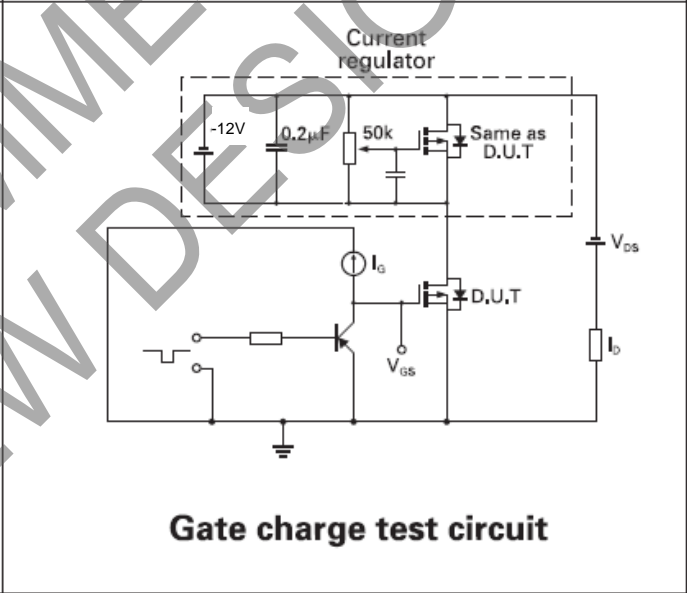 Current
regulator
-12V
0.2μF
50k
Same as
D.U.T
V_DS
I_G
D.U.T
V_GS
I_D
Gate charge test circuit